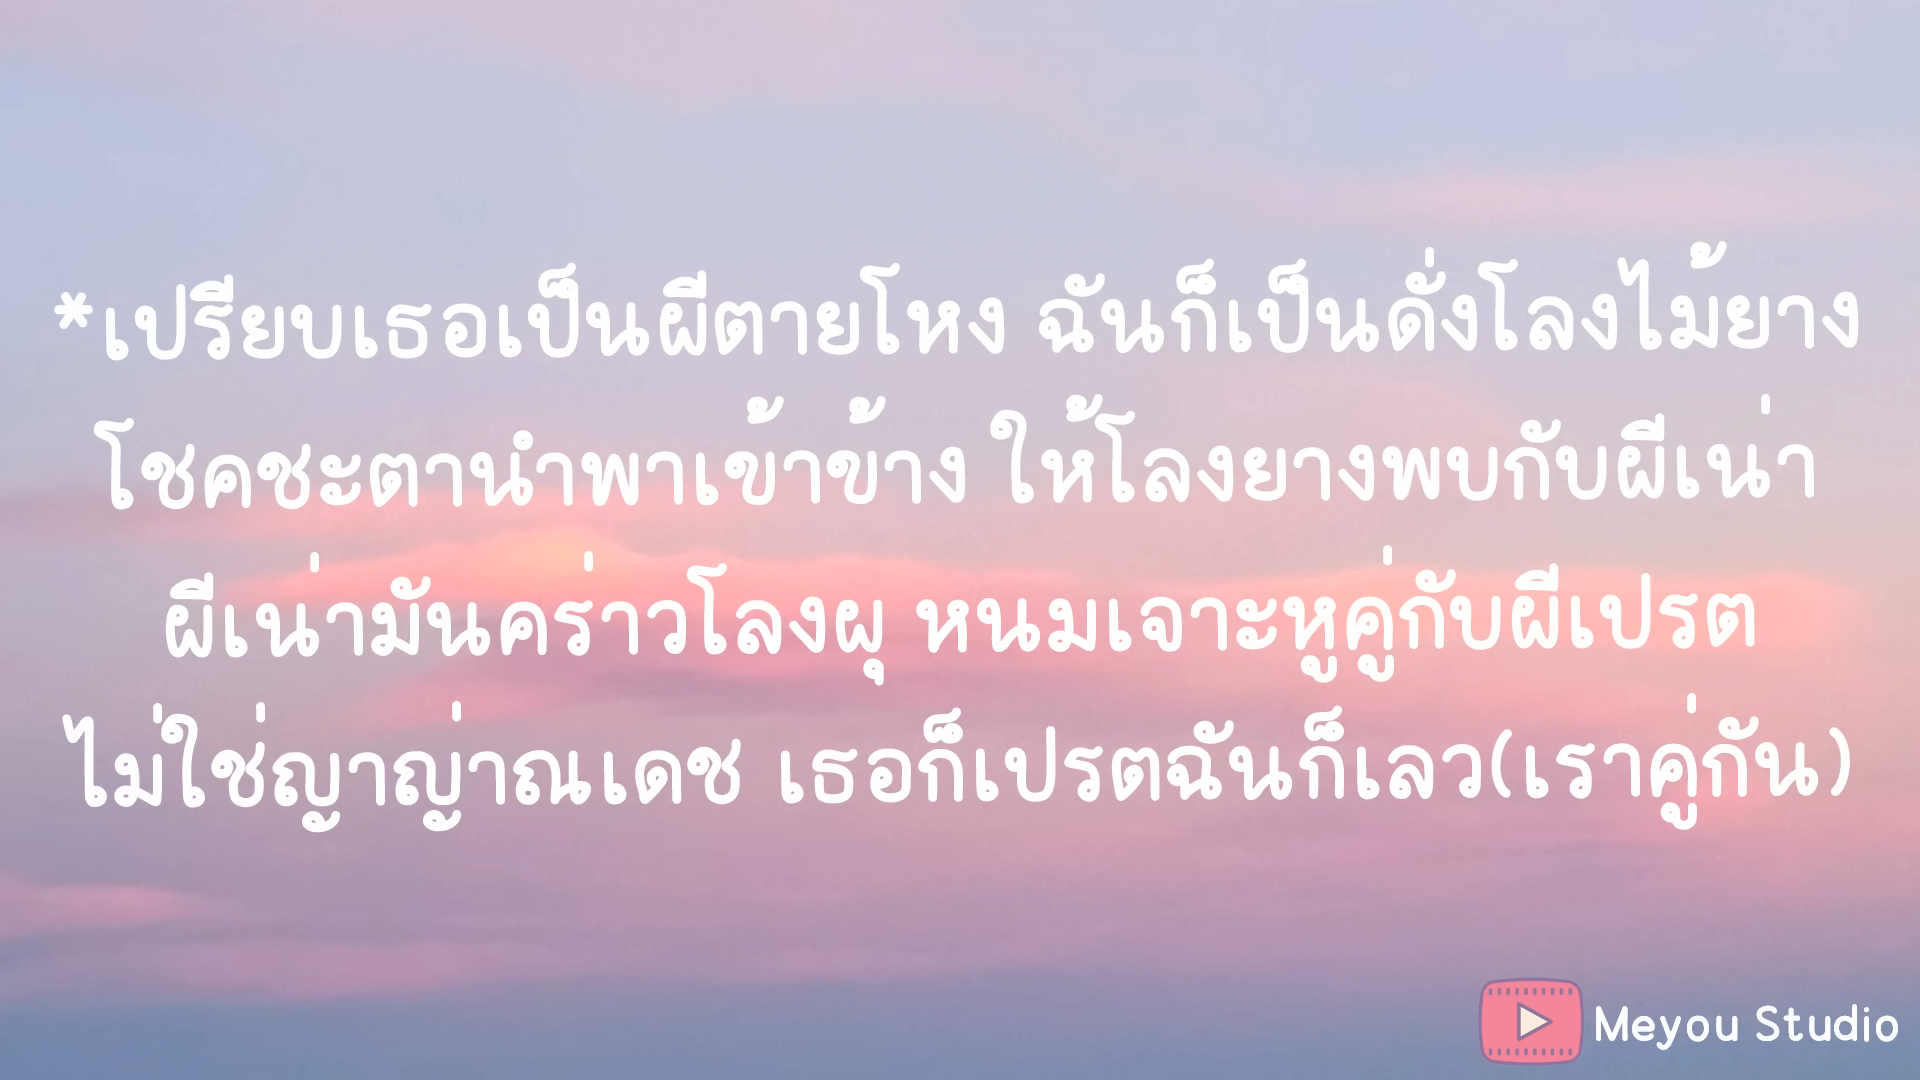 *เปรียบเธอเป็นผีตายโหง ฉันก็เป็นดั่งโลงไม้ยาง
โชคชะตานำพาเข้าข้าง ให้โลงยางพบกับผีเน่า
ผีเน่ามันคร่าวโลงผุ หนมเจาะหูคู่กับผีเปรต
ไม่ใช่ญาญ่าณเดช เธอก็เปรตฉันก็เลว(เราคู่กัน)
Meyou Studio